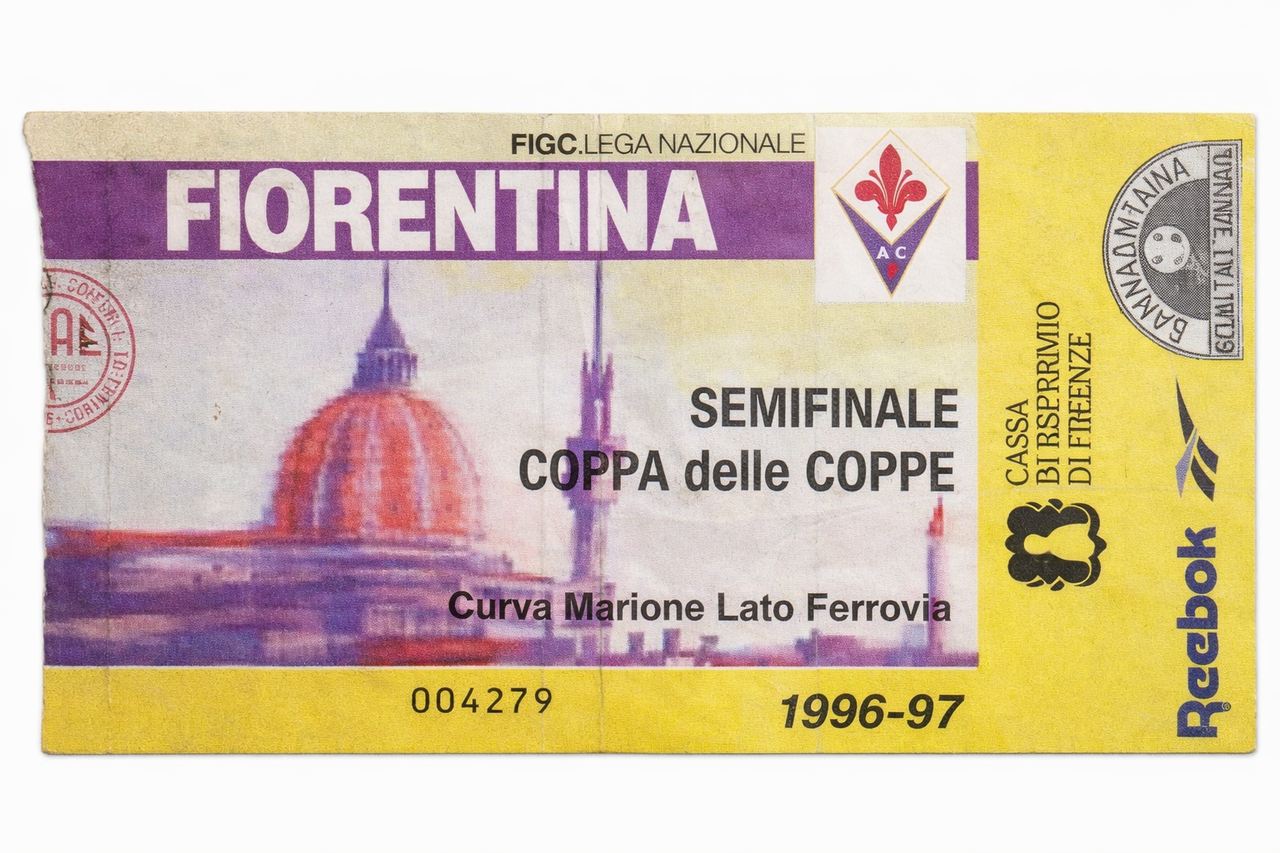 FIGC.LEGA NAZIONALE
FIORENTINA
A C
SEMIFINALE
COPPA delle COPPE
Curva Marione Lato Ferrovia
004279
1996-97
CASSA
BI RSPRRMIO
DI FIREENZE
Reebok